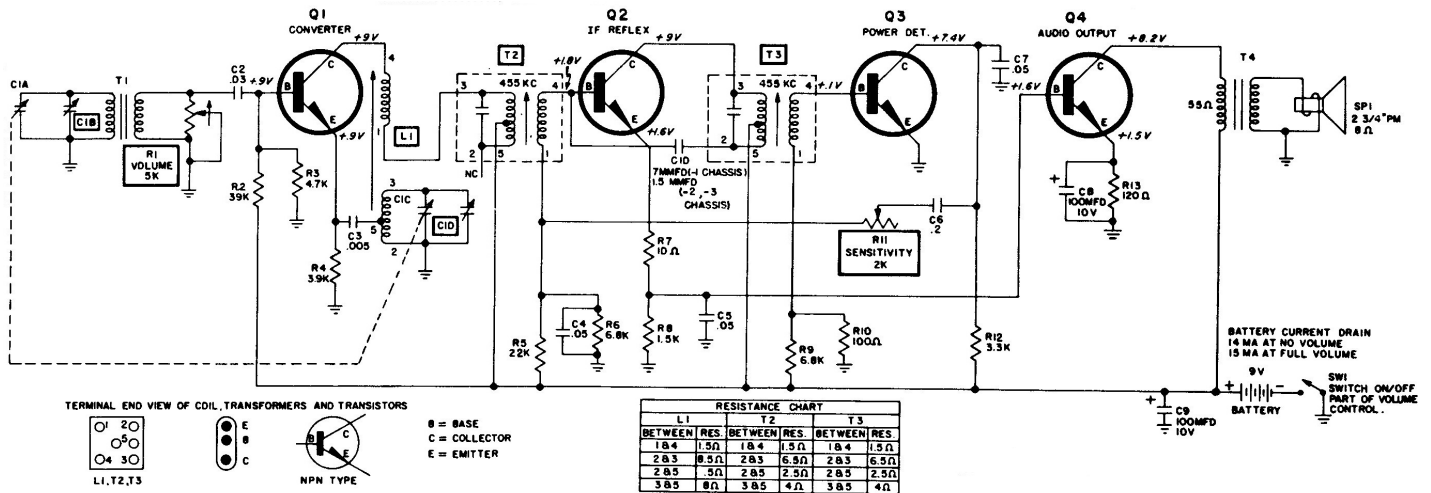 Q1
CONVERTER
Q2
IF REFLEX
Q3
POWER DET.
Q4
AUDIO OUTPUT
+9V
4
T2
+1.8V
+9V
T3
+7.4V
C7
.05
+8.2V
T4
C1A
T1
C2
.03
+.9V
B
C
E
3
455 KC
4
B
C
E
3
455 KC
4
+.1V
B
C
E
+1.6V
B
C
E
55Ω
SP1
2 3/4" PM
8 Ω
C1B
1
L1
+.9V
2
5
1
+1.6V
C1D
7MMFD(-1 CHASSIS)
1.5 MMFD
(-2, -3
CHASSIS)
2
5
1
+1.5V
R1
VOLUME
5K
NC
R2
39K
R3
4.7K
3
C1C
C1D
5
2
C3
.005
R4
3.9K
R7
10Ω
R11
SENSITIVITY
2K
C6
.2
+
C8
100MFD
10V
R13
120Ω
C4
.05
R6
6.8K
R5
22K
R8
1.5K
C5
.05
R9
6.8K
R10
100Ω
R12
3.3K
BATTERY CURRENT DRAIN
14 MA AT NO VOLUME
15 MA AT FULL VOLUME
9V
+
-
BATTERY
SW1
SWITCH ON/OFF
PART OF VOLUME
CONTROL.
+
C9
100MFD
10V
TERMINAL END VIEW OF COIL, TRANSFORMERS AND TRANSISTORS
1 2
5
4 3
L1,T2,T3
E
B
C
B
C
E
NPN TYPE
B = BASE
C = COLLECTOR
E = EMITTER
RESISTANCE CHART
L1 T2 T3
BETWEEN RES. BETWEEN RES. BETWEEN RES.
1&4 1.5Ω 1&4 1.5Ω 1&4 1.5Ω
2&3 8.5Ω 2&3 6.5Ω 2&3 6.5Ω
2&5 .5Ω 2&5 2.5Ω 2&5 2.5Ω
3&5 8Ω 3&5 4Ω 3&5 4Ω